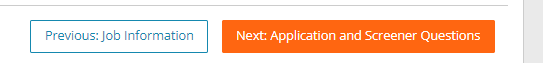 Previous: Job Information
Next: Application and Screener Questions